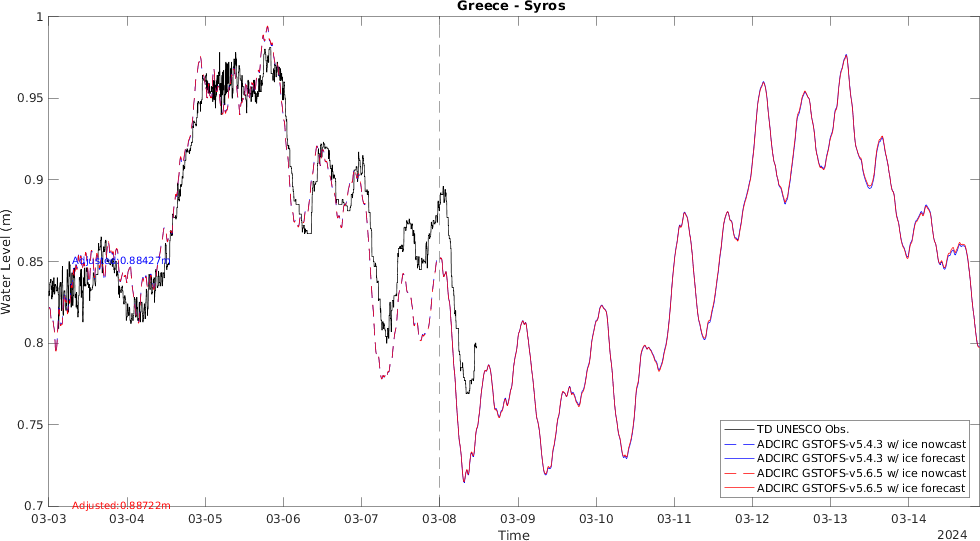 Greece - Syros
Water Level (m)
1
0.95
0.9
0.85
0.8
0.75
0.7
Adjusted:0.88427m
Adjusted:0.88722m
TD UNESCO Obs.
ADCIRC GSTOFS-v5.4.3 w/ ice nowcast
ADCIRC GSTOFS-v5.4.3 w/ ice forecast
ADCIRC GSTOFS-v5.6.5 w/ ice nowcast
ADCIRC GSTOFS-v5.6.5 w/ ice forecast
03-03 03-04 03-05 03-06 03-07 03-08 03-09 03-10 03-11 03-12 03-13 03-14
Time
2024